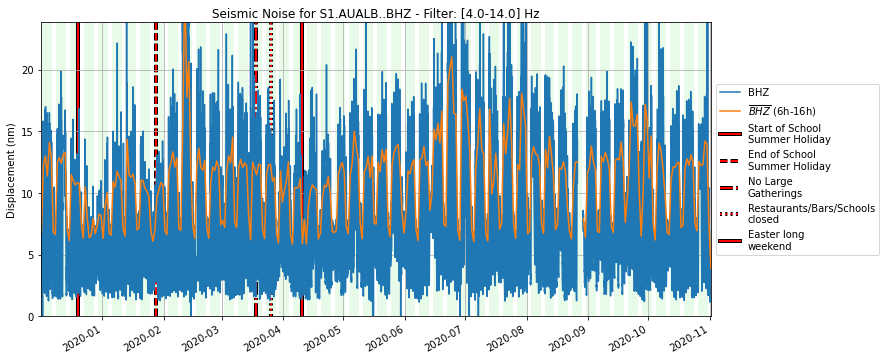 Seismic Noise for S1.AUALB..BHZ - Filter: [4.0-14.0] Hz
Displacement (nm)
20
15
10
5
0
2020-01
2020-02
2020-03
2020-04
2020-05
2020-06
2020-07
2020-08
2020-09
2020-10
2020-11
BHZ
BHZ (6h-16h)
Start of School
Summer Holiday
End of School
Summer Holiday
No Large
Gatherings
Restaurants/Bars/Schools
closed
Easter long
weekend